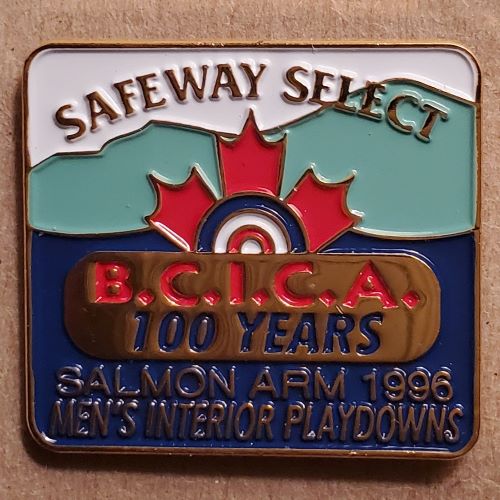 SAFEWAY SELECT
B.C.I.C.A.
100 YEARS
SALMON ARM 1996
MEN'S INTERIOR PLAYDOWNS